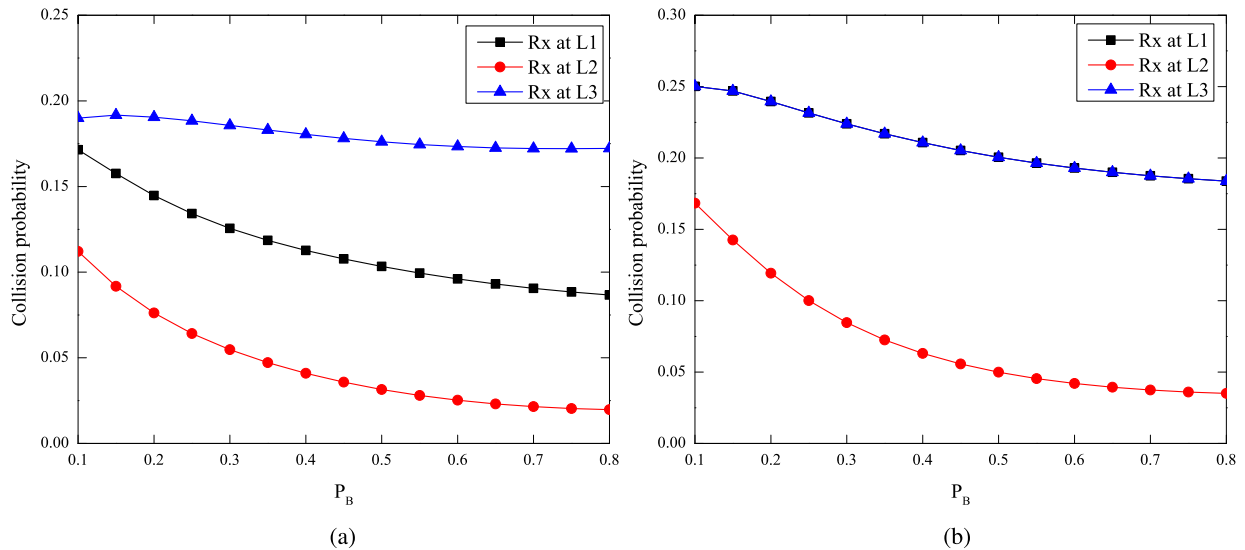 0.25
0.20
0.15
0.10
0.05
0.00
Collision probability
0.1 0.2 0.3 0.4 0.5 0.6 0.7 0.8
P_B
Rx at L1
Rx at L2
Rx at L3
(a)
0.30
0.25
0.20
0.15
0.10
0.05
0.00
Collision probability
0.1 0.2 0.3 0.4 0.5 0.6 0.7 0.8
P_B
Rx at L1
Rx at L2
Rx at L3
(b)